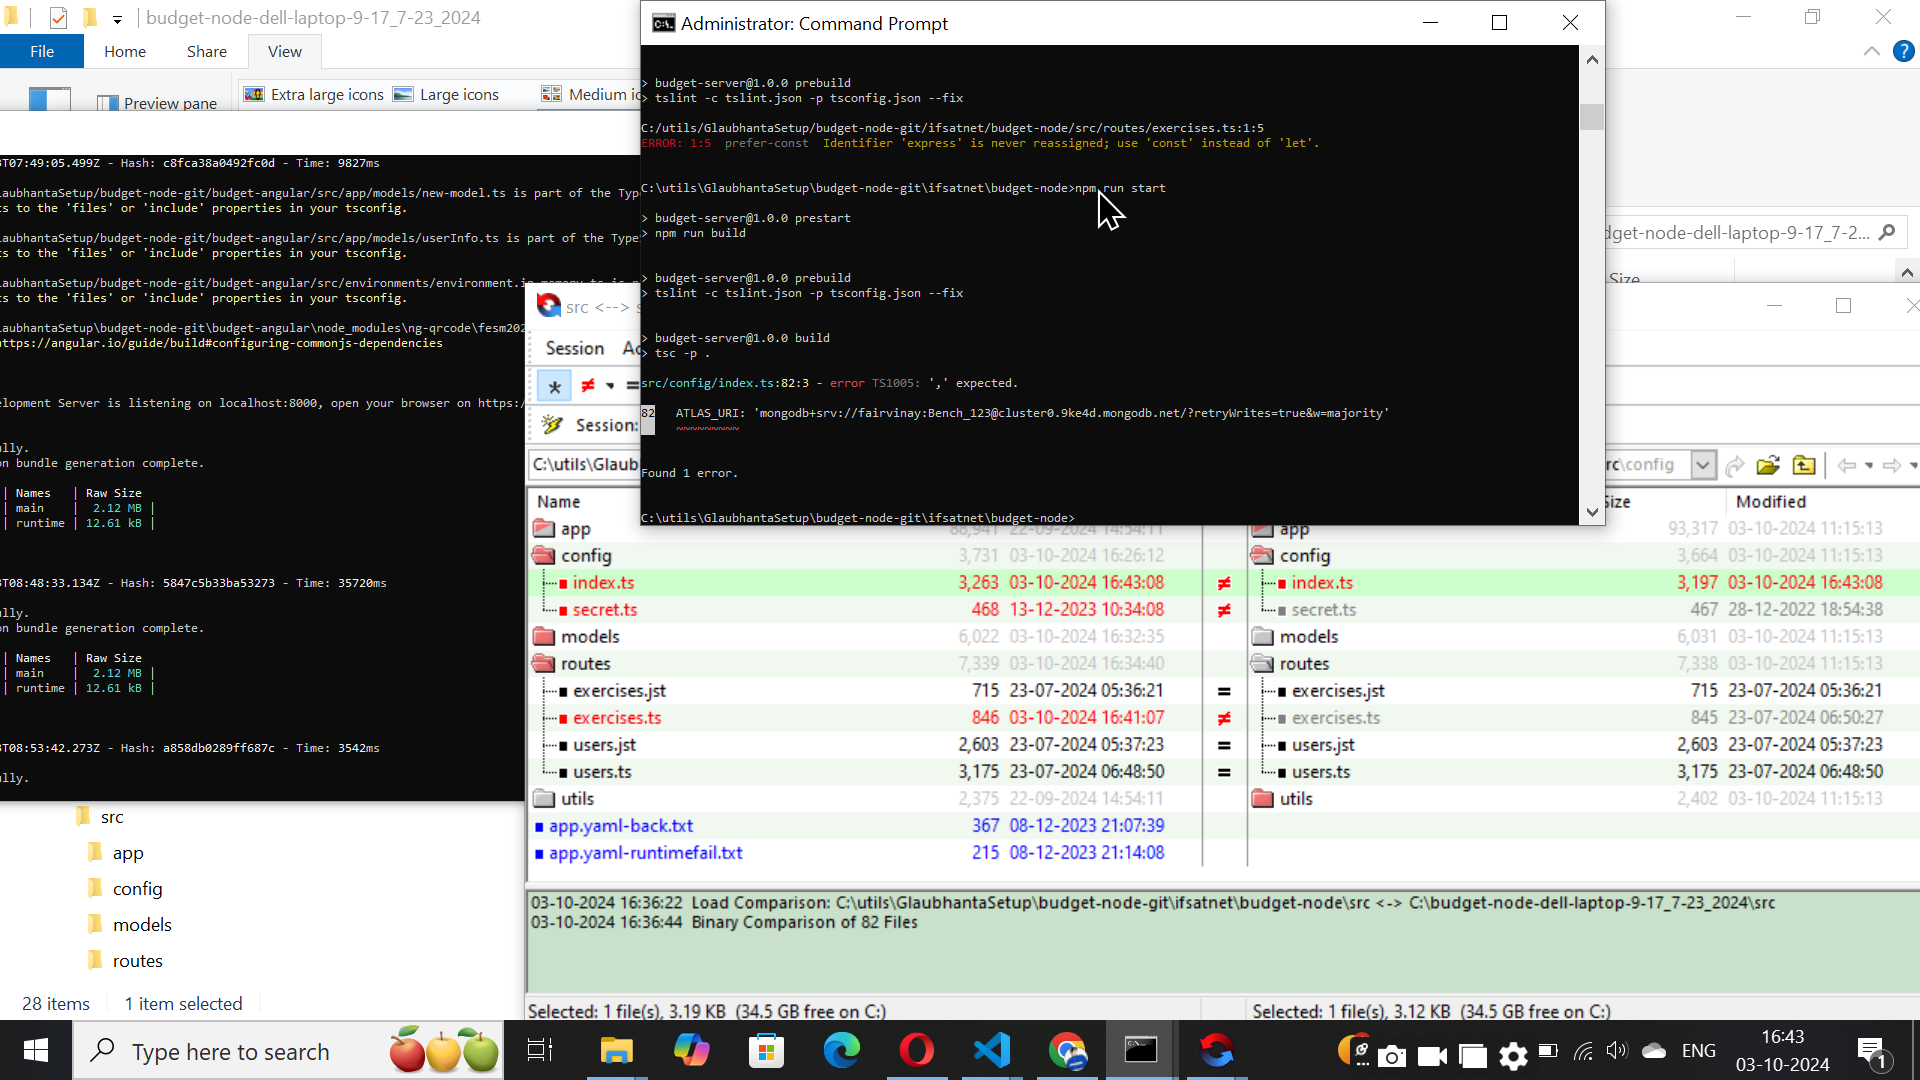 budget-node-dell-laptop-9-17_7-23_2024
File Home Share View
Preview pane
Extra large icons Large icons Medium ic
?
Administrator: Command Prompt
> budget-server@1.0.0 prebuild
> tslint -c tslint.json -p tsconfig.json --fix
C:/utils/GlaubhantaSetup/budget-node-git/ifsatnet/budget-node/src/routes/exercises.ts:1:5
ERROR: 1:5  prefer-const  Identifier 'express' is never reassigned; use 'const' instead of 'let'.
C:\utils\GlaubhantaSetup\budget-node-git\ifsatnet\budget-node>npm run start
> budget-server@1.0.0 prestart
> npm run build
> budget-server@1.0.0 prebuild
> tslint -c tslint.json -p tsconfig.json --fix
> budget-server@1.0.0 build
> tsc -p .
src/config/index.ts:82:3 - error TS1005: ',' expected.
82   ATLAS_URI: 'mongodb+srv://fairvinay:Bench_123@cluster0.9ke4d.mongodb.net/?retryWrites=true&w=majority'
~~~~~~~~~
Found 1 error.
C:\utils\GlaubhantaSetup\budget-node-git\ifsatnet\budget-node>
T07:49:05.499Z - Hash: c8fca38a0492fc0d - Time: 9827ms
laubhantaSetup/budget-node-git/budget-angular/src/app/models/new-model.ts is part of the Typ
ts to the 'files' or 'include' properties in your tsconfig.
laubhantaSetup/budget-node-git/budget-angular/src/app/models/userInfo.ts is part of the Type
ts to the 'files' or 'include' properties in your tsconfig.
laubhantaSetup/budget-node-git/budget-angular/src/environments/environment.in
ts to the 'files' or 'include' properties in your tsconfig.
laubhantaSetup\budget-node-git\budget-angular\node_modules\ng-qrcode\fesm202
https://angular.io/guide/build#configuring-commonjs-dependencies
elopment Server is listening on localhost:8000, open your browser on https:/
lly.
on bundle generation complete.
| Names | Raw Size
| main | 2.12 MB |
| runtime | 12.61 kB |
T08:48:33.134Z - Hash: 5847c5b33ba53273 - Time: 35720ms
lly.
on bundle generation complete.
| Names | Raw Size
| main | 2.12 MB |
| runtime | 12.61 kB |
T08:53:42.273Z - Hash: a858db0289ff687c - Time: 3542ms
lly.
dget-node-dell-laptop-9-17_7-2...
Size
src <--> s
Session Ac
* ≠ =
Session:
C:\utils\Glaub
rc\config
Name Size Modified
app 88,941 22-09-2024 14:54:11 app 93,317 03-10-2024 11:15:13
config 3,731 03-10-2024 16:26:12 config 3,664 03-10-2024 11:15:13
index.ts 3,263 03-10-2024 16:43:08 ≠ index.ts 3,197 03-10-2024 16:43:08
secret.ts 468 13-12-2023 10:34:08 ≠ secret.ts 467 28-12-2022 18:54:38
models 6,022 03-10-2024 16:32:35 models 6,031 03-10-2024 11:15:13
routes 7,339 03-10-2024 16:34:40 routes 7,338 03-10-2024 11:15:13
exercises.jst 715 23-07-2024 05:36:21 = exercises.jst 715 23-07-2024 05:36:21
exercises.ts 846 03-10-2024 16:41:07 ≠ exercises.ts 845 23-07-2024 06:50:27
users.jst 2,603 23-07-2024 05:37:23 = users.jst 2,603 23-07-2024 05:37:23
users.ts 3,175 23-07-2024 06:48:50 = users.ts 3,175 23-07-2024 06:48:50
utils 2,375 22-09-2024 14:54:11 utils 2,402 03-10-2024 11:15:13
app.yaml-back.txt 367 08-12-2023 21:07:39
app.yaml-runtimefail.txt 215 08-12-2023 21:14:08
03-10-2024 16:36:22 Load Comparison: C:\utils\GlaubhantaSetup\budget-node-git\ifsatnet\budget-node\src <-> C:\budget-node-dell-laptop-9-17_7-23_2024\src
03-10-2024 16:36:44 Binary Comparison of 82 Files
Selected: 1 file(s), 3.19 KB (34.5 GB free on C:) Selected: 1 file(s), 3.12 KB (34.5 GB free on C:)
src
app
config
models
routes
28 items 1 item selected
Type here to search
ENG
16:43
03-10-2024
1